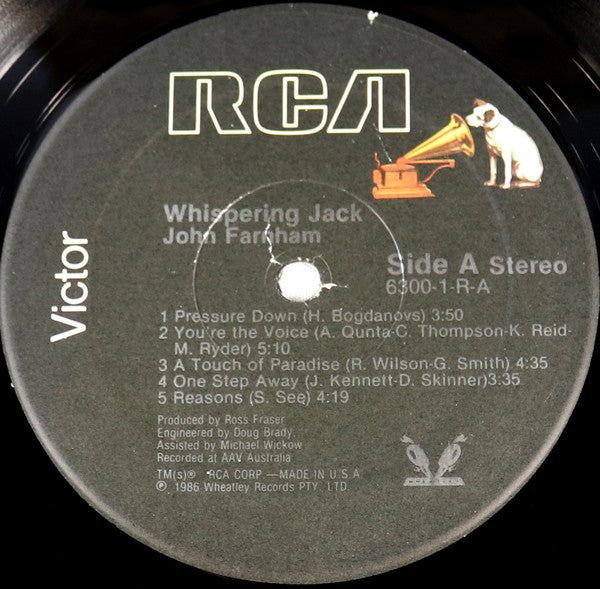 RCA
Victor
Whispering Jack
John Farnham
Side A Stereo
6300-1-R-A
1 Pressure Down (H. Bogdanovs) 3:50
2 You're the Voice (A. Qunta-C. Thompson-K. Reid-
M. Ryder) 5:10
3 A Touch of Paradise (R. Wilson-G. Smith) 4:35
4 One Step Away (J. Kennett-D. Skinner)3:35
5 Reasons (S. See) 4:19
Produced by Ross Fraser
Engineered by Doug Brady,
Assisted by Michael Wickow
Recorded at AAV Australia
TM(s)® RCA CORP.—MADE IN U.S.A.
℗ 1986 Wheatley Records PTY. LTD.